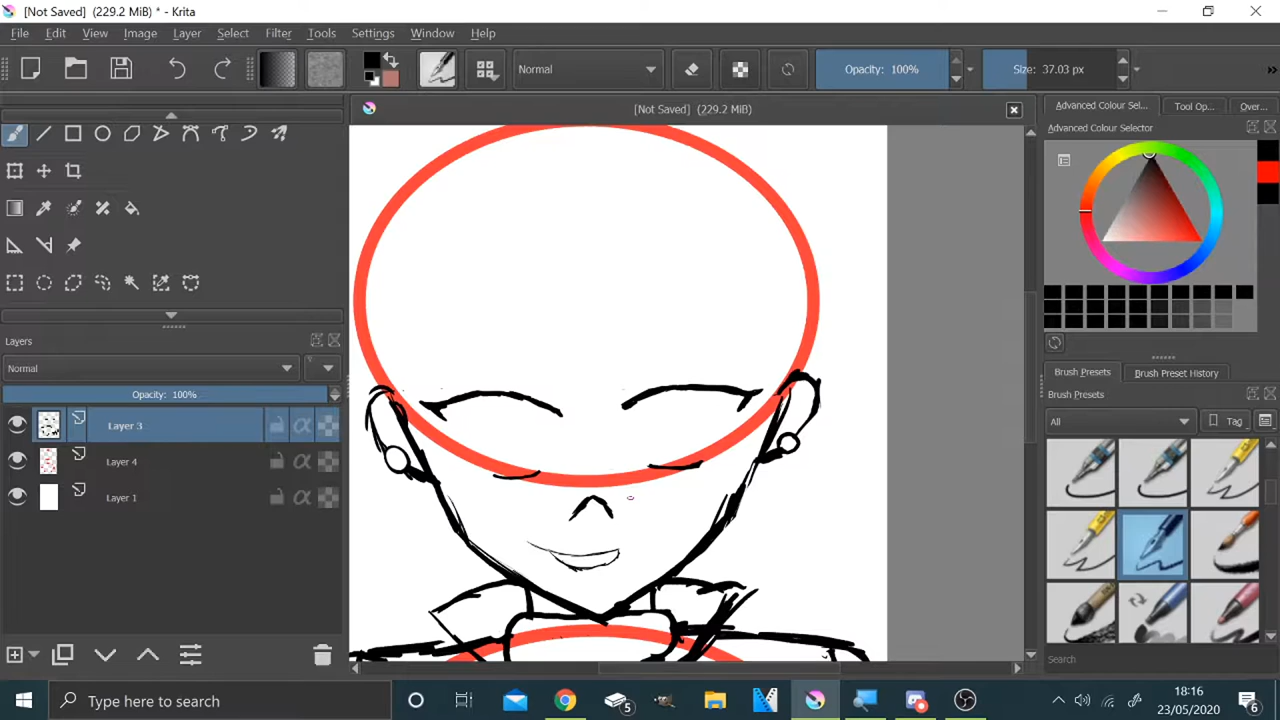 [Not Saved] (229.2 MiB) * - Krita
File Edit View Image Layer Select Filter Tools Settings Window Help
Normal
Opacity: 100%
Size: 37.03 px
[Not Saved] (229.2 MiB)
Advanced Colour Sel...
Tool Op...
Over...
Advanced Colour Selector
Layers
Normal
Opacity: 100%
Layer 3
Layer 4
Layer 1
Brush Presets
Brush Preset History
Brush Presets
All
Tag
Search
Type here to search
5
18:16
23/05/2020
6